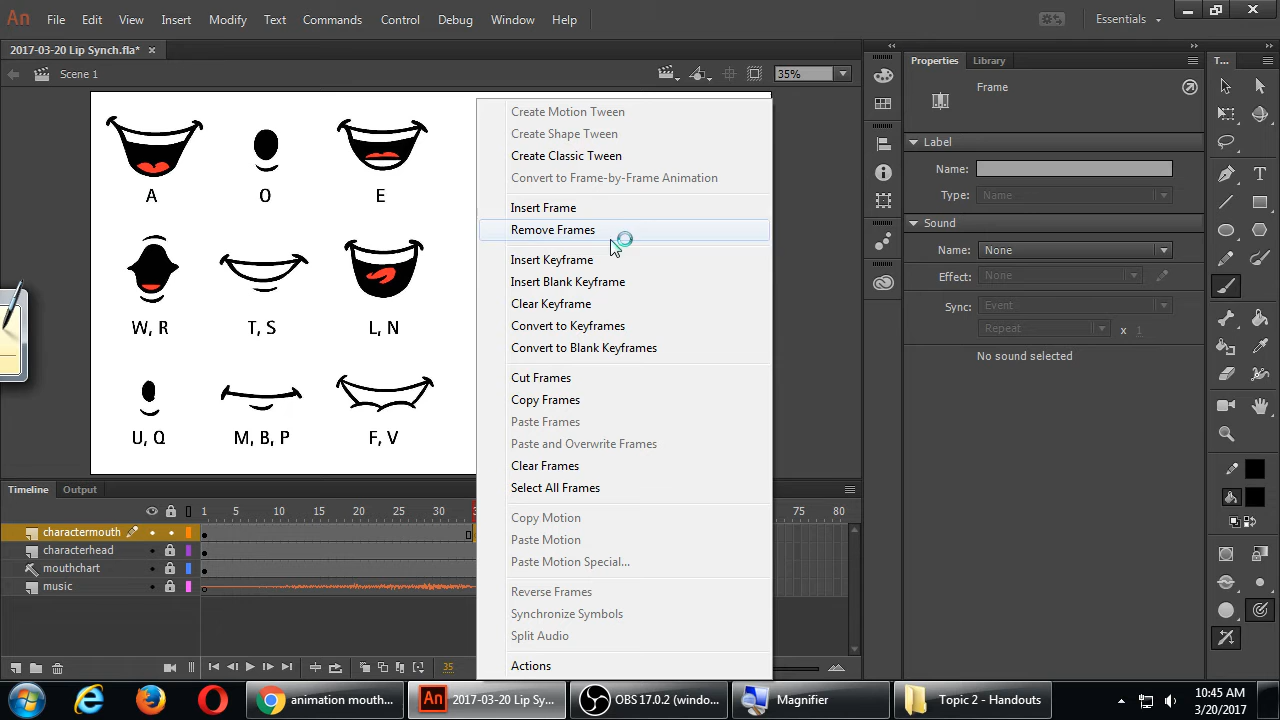 An File Edit View Insert Modify Text Commands Control Debug Window Help Essentials
2017-03-20 Lip Synch.fla* ×
Scene 1 35%
A O E
W, R T, S L, N
U, Q M, B, P F, V
Create Motion Tween
Create Shape Tween
Create Classic Tween
Convert to Frame-by-Frame Animation
Insert Frame
Remove Frames
Insert Keyframe
Insert Blank Keyframe
Clear Keyframe
Convert to Keyframes
Convert to Blank Keyframes
Cut Frames
Copy Frames
Paste Frames
Paste and Overwrite Frames
Clear Frames
Select All Frames
Copy Motion
Paste Motion
Paste Motion Special...
Reverse Frames
Synchronize Symbols
Split Audio
Actions
Properties Library
Frame
Label
Name:
Type: Name
Sound
Name: None
Effect: None
Sync: Event
Repeat x 1
No sound selected
T...
Timeline Output
1 5 10 15 20 25 30 75 80
charactermouth
characterhead
mouthchart
music
35
animation mouth... An 2017-03-20 Lip Syn... OBS 17.0.2 (windo... Magnifier Topic 2 - Handouts
10:45 AM
3/20/2017